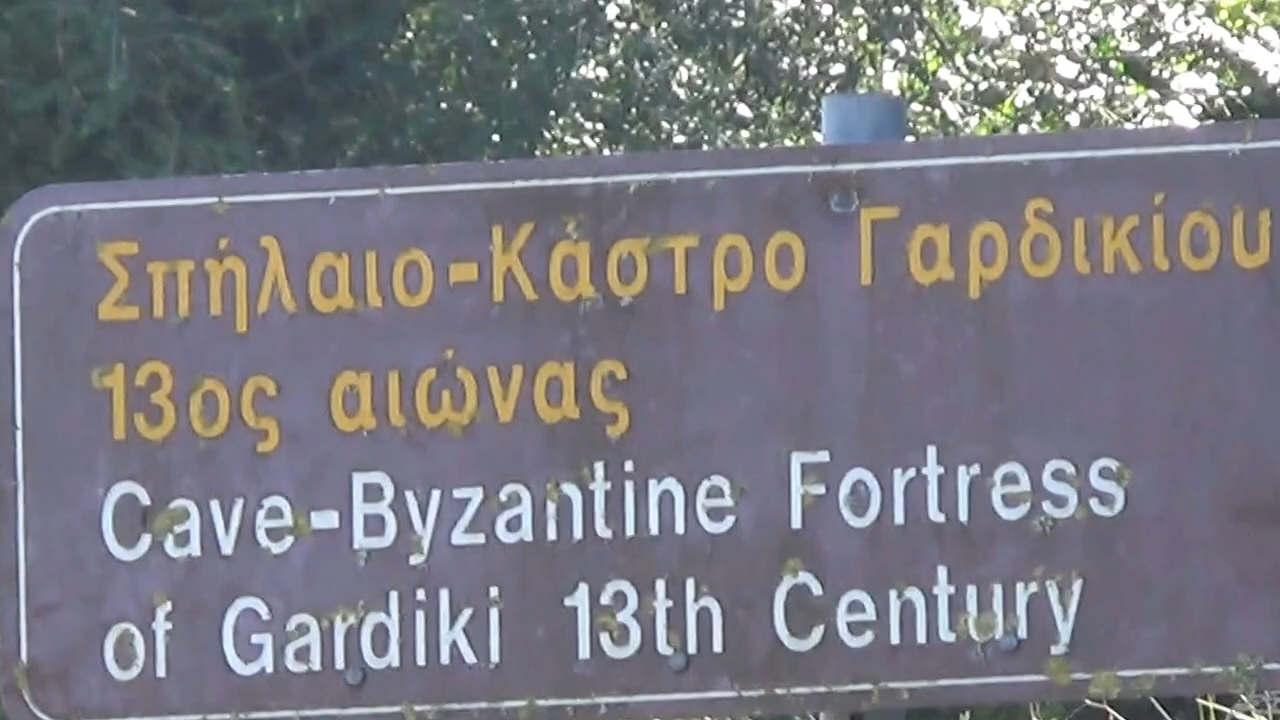 Σπήλαιο-Κάστρο Γαρδικίου
13ος αιώνας
Cave-Byzantine Fortress
of Gardiki 13th Century